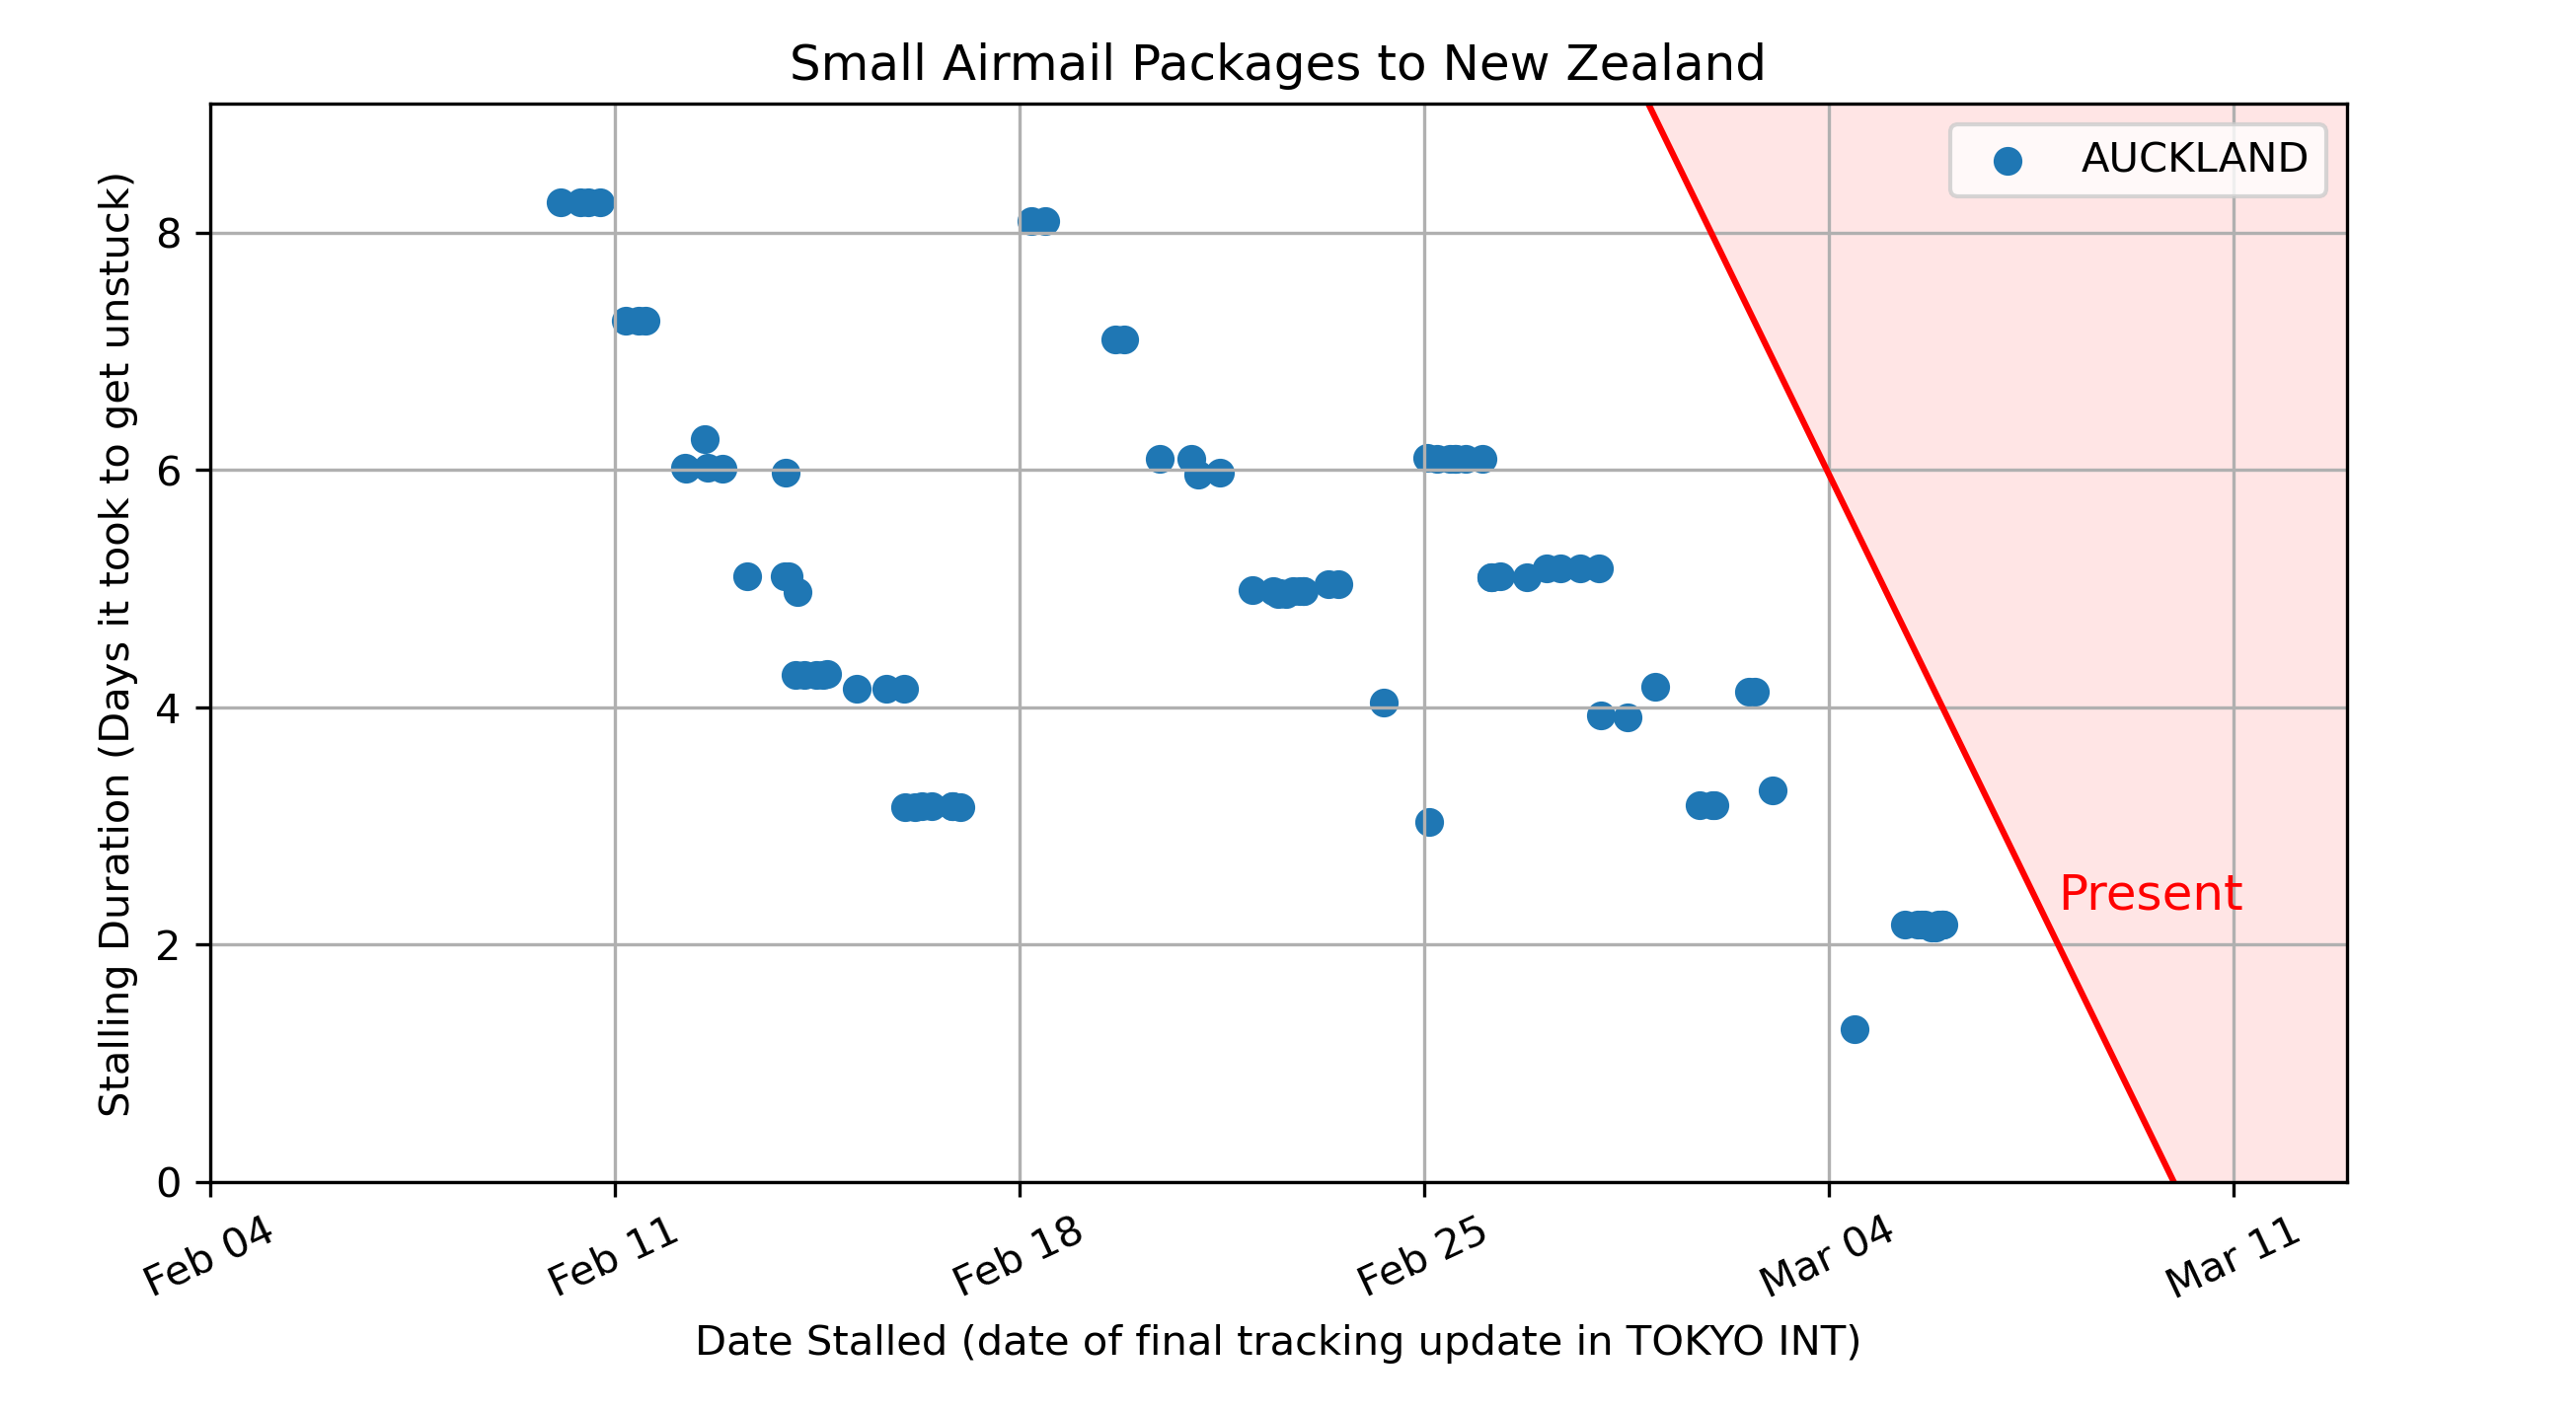 Small Airmail Packages to New Zealand
AUCKLAND
Stalling Duration (Days it took to get unstuck)
8
6
4
2
0
Present
Feb 04
Feb 11
Feb 18
Feb 25
Mar 04
Mar 11
Date Stalled (date of final tracking update in TOKYO INT)